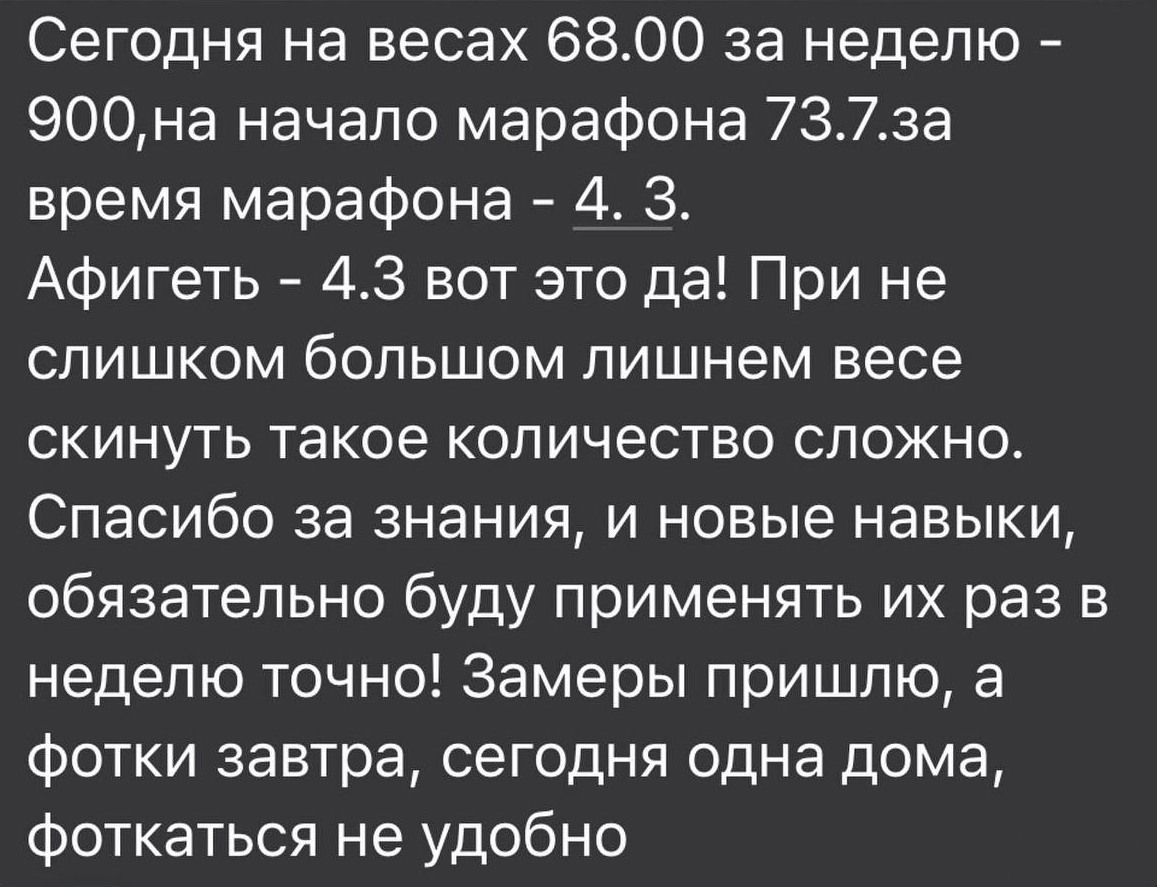 Сегодня на весах 68.00 за неделю -
900,на начало марафона 73.7.за
время марафона - 4. 3.
Афигеть - 4.3 вот это да! При не
слишком большом лишнем весе
скинуть такое количество сложно.
Спасибо за знания, и новые навыки,
обязательно буду применять их раз в
неделю точно! Замеры пришлю, а
фотки завтра, сегодня одна дома,
фоткаться не удобно